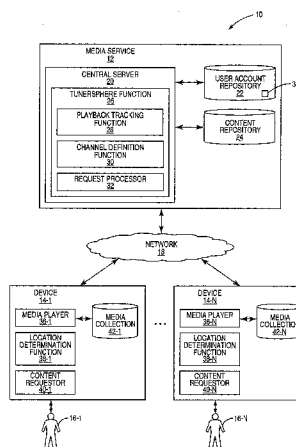 10
MEDIA SERVICE
12
CENTRAL SERVER
20
TUNERSPHERE FUNCTION
26
PLAYBACK TRACKING
FUNCTION
28
CHANNEL DEFINITION
FUNCTION
30
REQUEST PROCESSOR
32
USER ACCOUNT
REPOSITORY
22
CONTENT
REPOSITORY
24
NETWORK
18
DEVICE
14-1
MEDIA PLAYER
36-1
LOCATION
DETERMINATION
FUNCTION
38-1
CONTENT
REQUESTOR
40-1
MEDIA
COLLECTION
42-1
16-1
...
DEVICE
14-N
MEDIA PLAYER
36-N
LOCATION
DETERMINATION
FUNCTION
38-N
CONTENT
REQUESTOR
40-N
MEDIA
COLLECTION
42-N
16-N